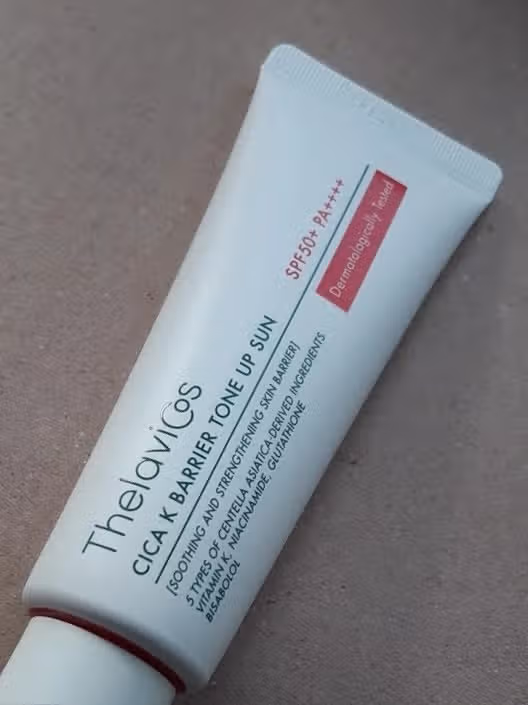 Thelavicos
CICA K BARRIER TONE UP SUN
SPF50+ PA++++
Dermatologically Tested
[SOOTHING AND STRENGTHENING SKIN BARRIER]
5 TYPES OF CENTELLA ASIATICA-DERIVED INGREDIENTS
VITAMIN K, NIACINAMIDE, GLUTATHIONE
BISABOLOL